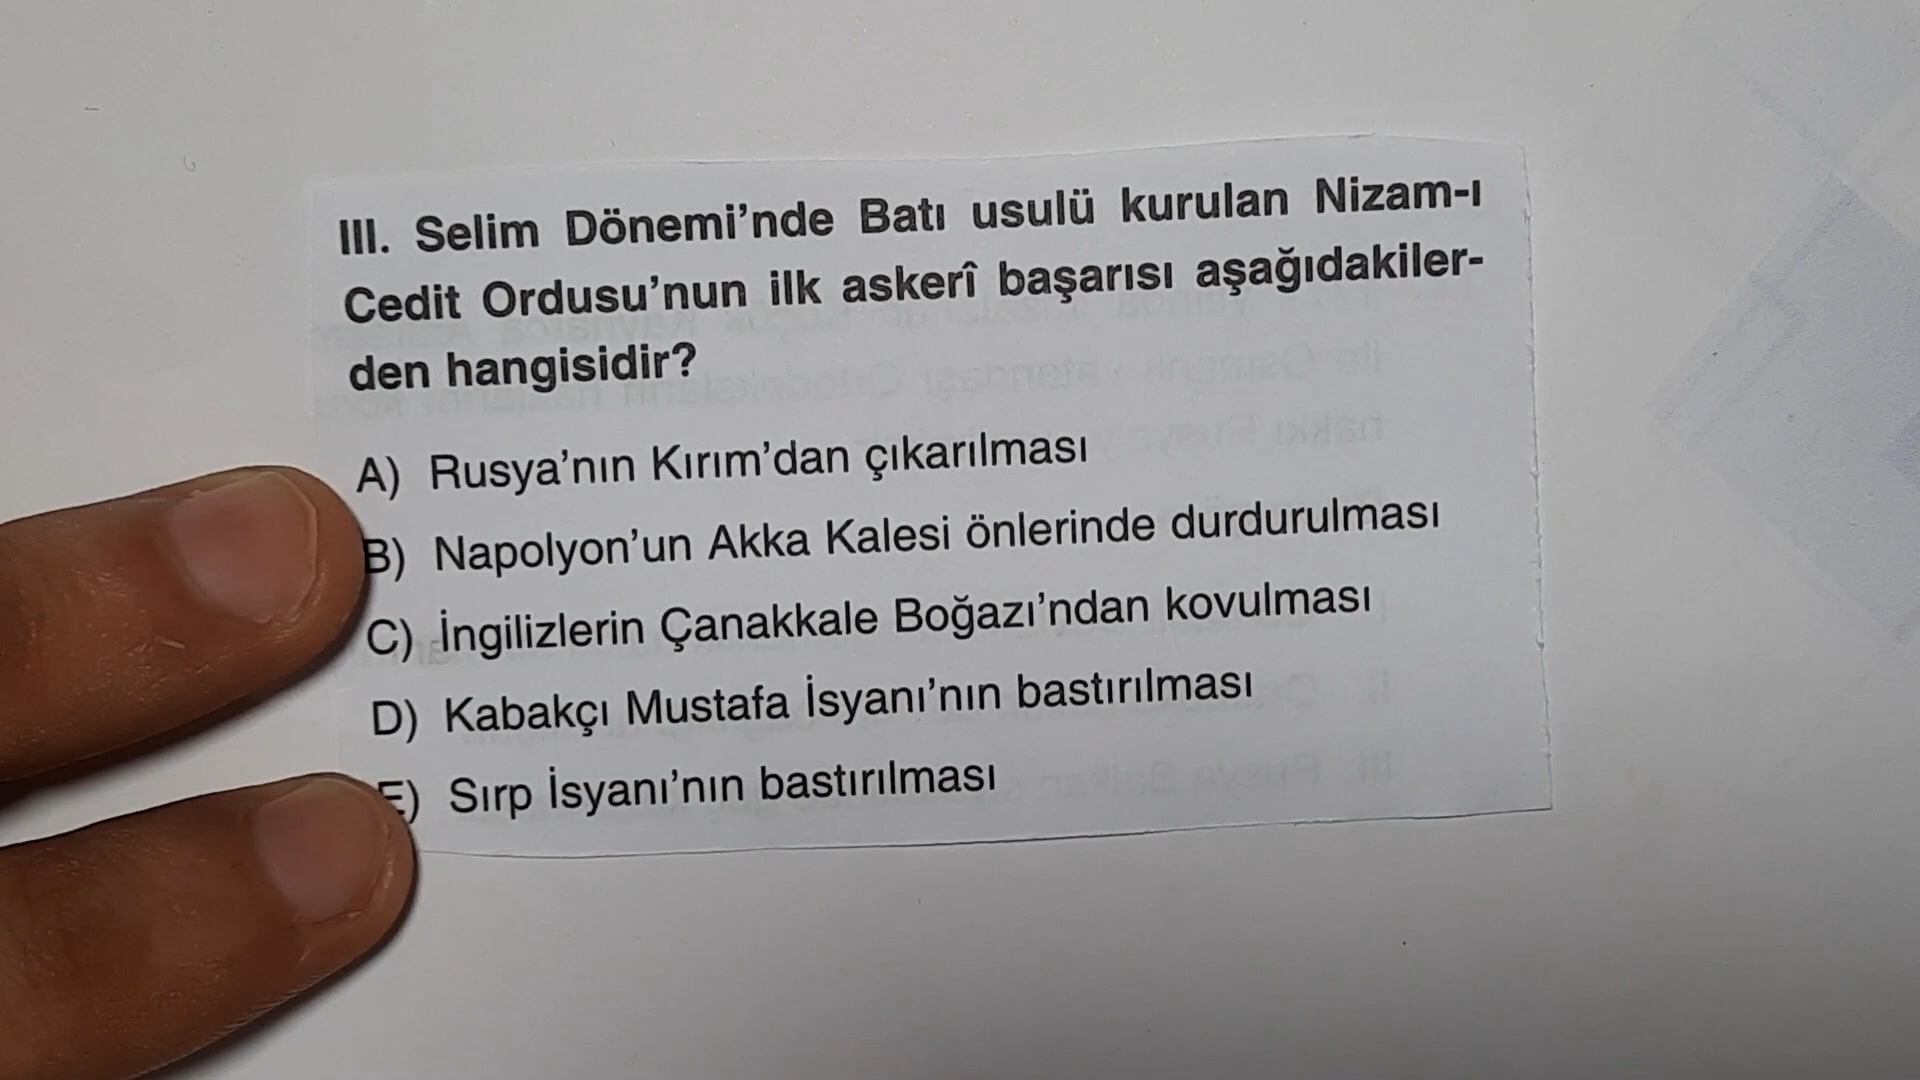 III. Selim Dönemi'nde Batı usulü kurulan Nizam-ı
Cedit Ordusu'nun ilk askerî başarısı aşağıdakiler-
den hangisidir?
A) Rusya'nın Kırım'dan çıkarılması
B) Napolyon'un Akka Kalesi önlerinde durdurulması
C) İngilizlerin Çanakkale Boğazı'ndan kovulması
D) Kabakçı Mustafa İsyanı'nın bastırılması
E) Sırp İsyanı'nın bastırılması